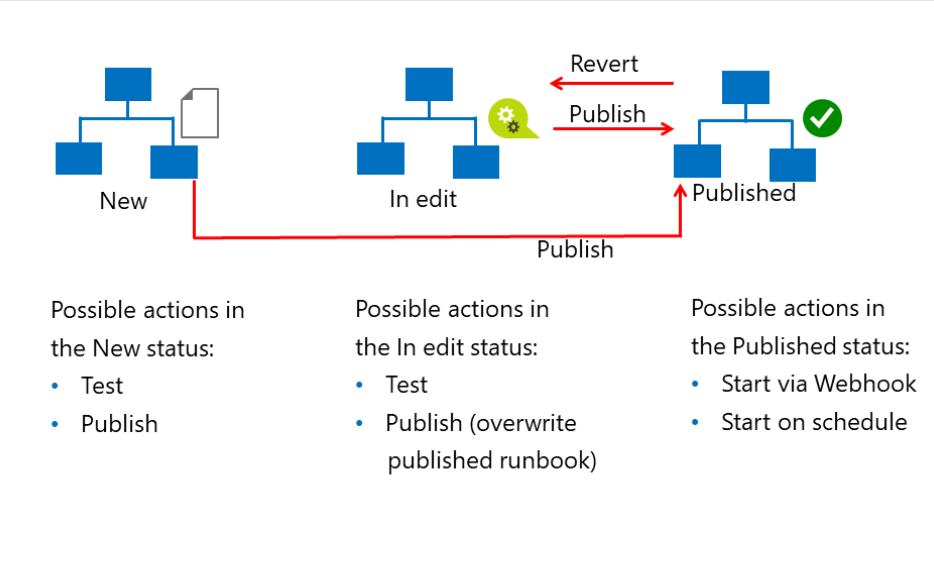 Revert
Publish
New
In edit
Published
Publish
Possible actions in
the New status:
• Test
• Publish
Possible actions in
the In edit status:
• Test
• Publish (overwrite
published runbook)
Possible actions in
the Published status:
• Start via Webhook
• Start on schedule